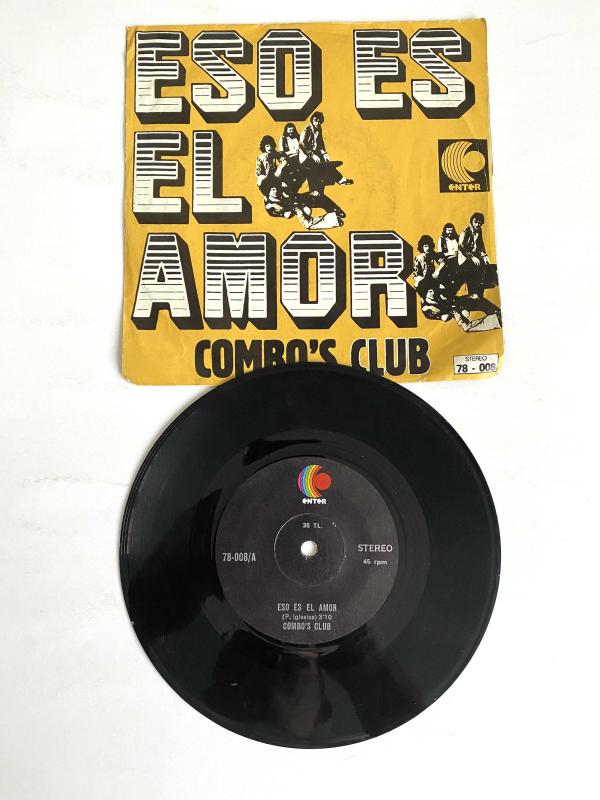 ESO ES
EL
AMOR
ENTER
COMBO'S CLUB
STEREO
78 - 008
ENTER
35 TL.
78-008/A
STEREO
45 rpm
ESO ES EL AMOR
(P. Iglesias) 3'10
COMBO'S CLUB